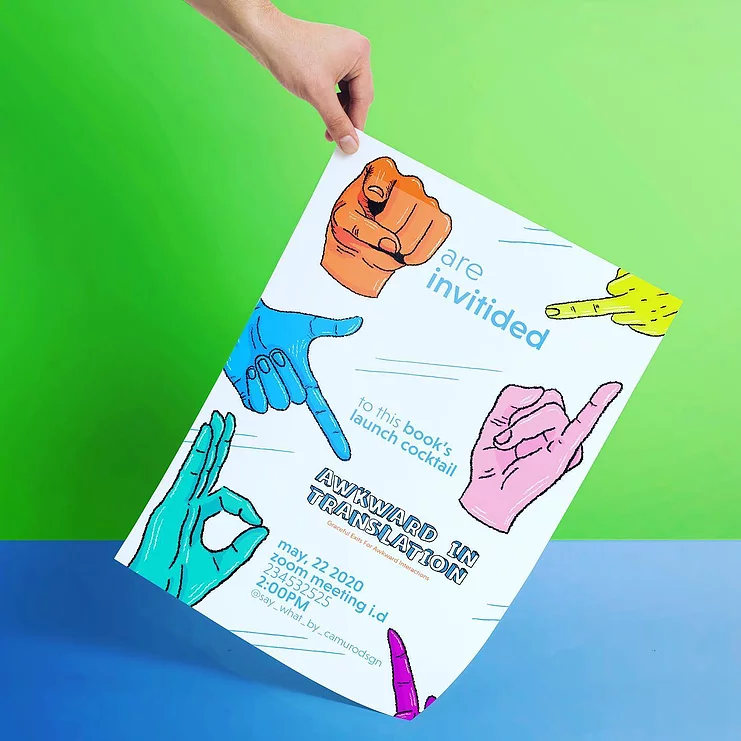 are
invitided
to this book's
launch cocktail
AWKWARD IN
TRANSLATION
Graceful Exits For Awkward Interactions
may, 22 2020
zoom meeting i.d
234532525
2:00PM
@say_what_by_camurodsgn